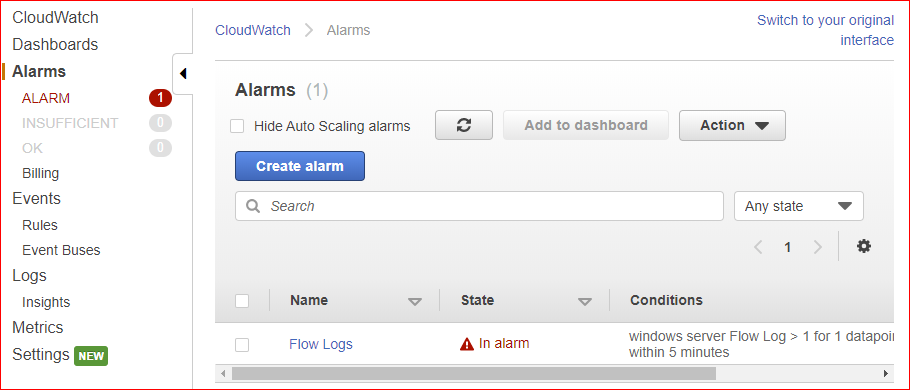 CloudWatch
Dashboards
Alarms
ALARM 1
INSUFFICIENT 0
OK 0
Billing
Events
Rules
Event Buses
Logs
Insights
Metrics
Settings NEW
CloudWatch Alarms
Switch to your original
interface
Alarms (1)
Hide Auto Scaling alarms Add to dashboard Action
Create alarm
Search Any state
1
Name State Conditions
Flow Logs In alarm windows server Flow Log > 1 for 1 datapoi
within 5 minutes